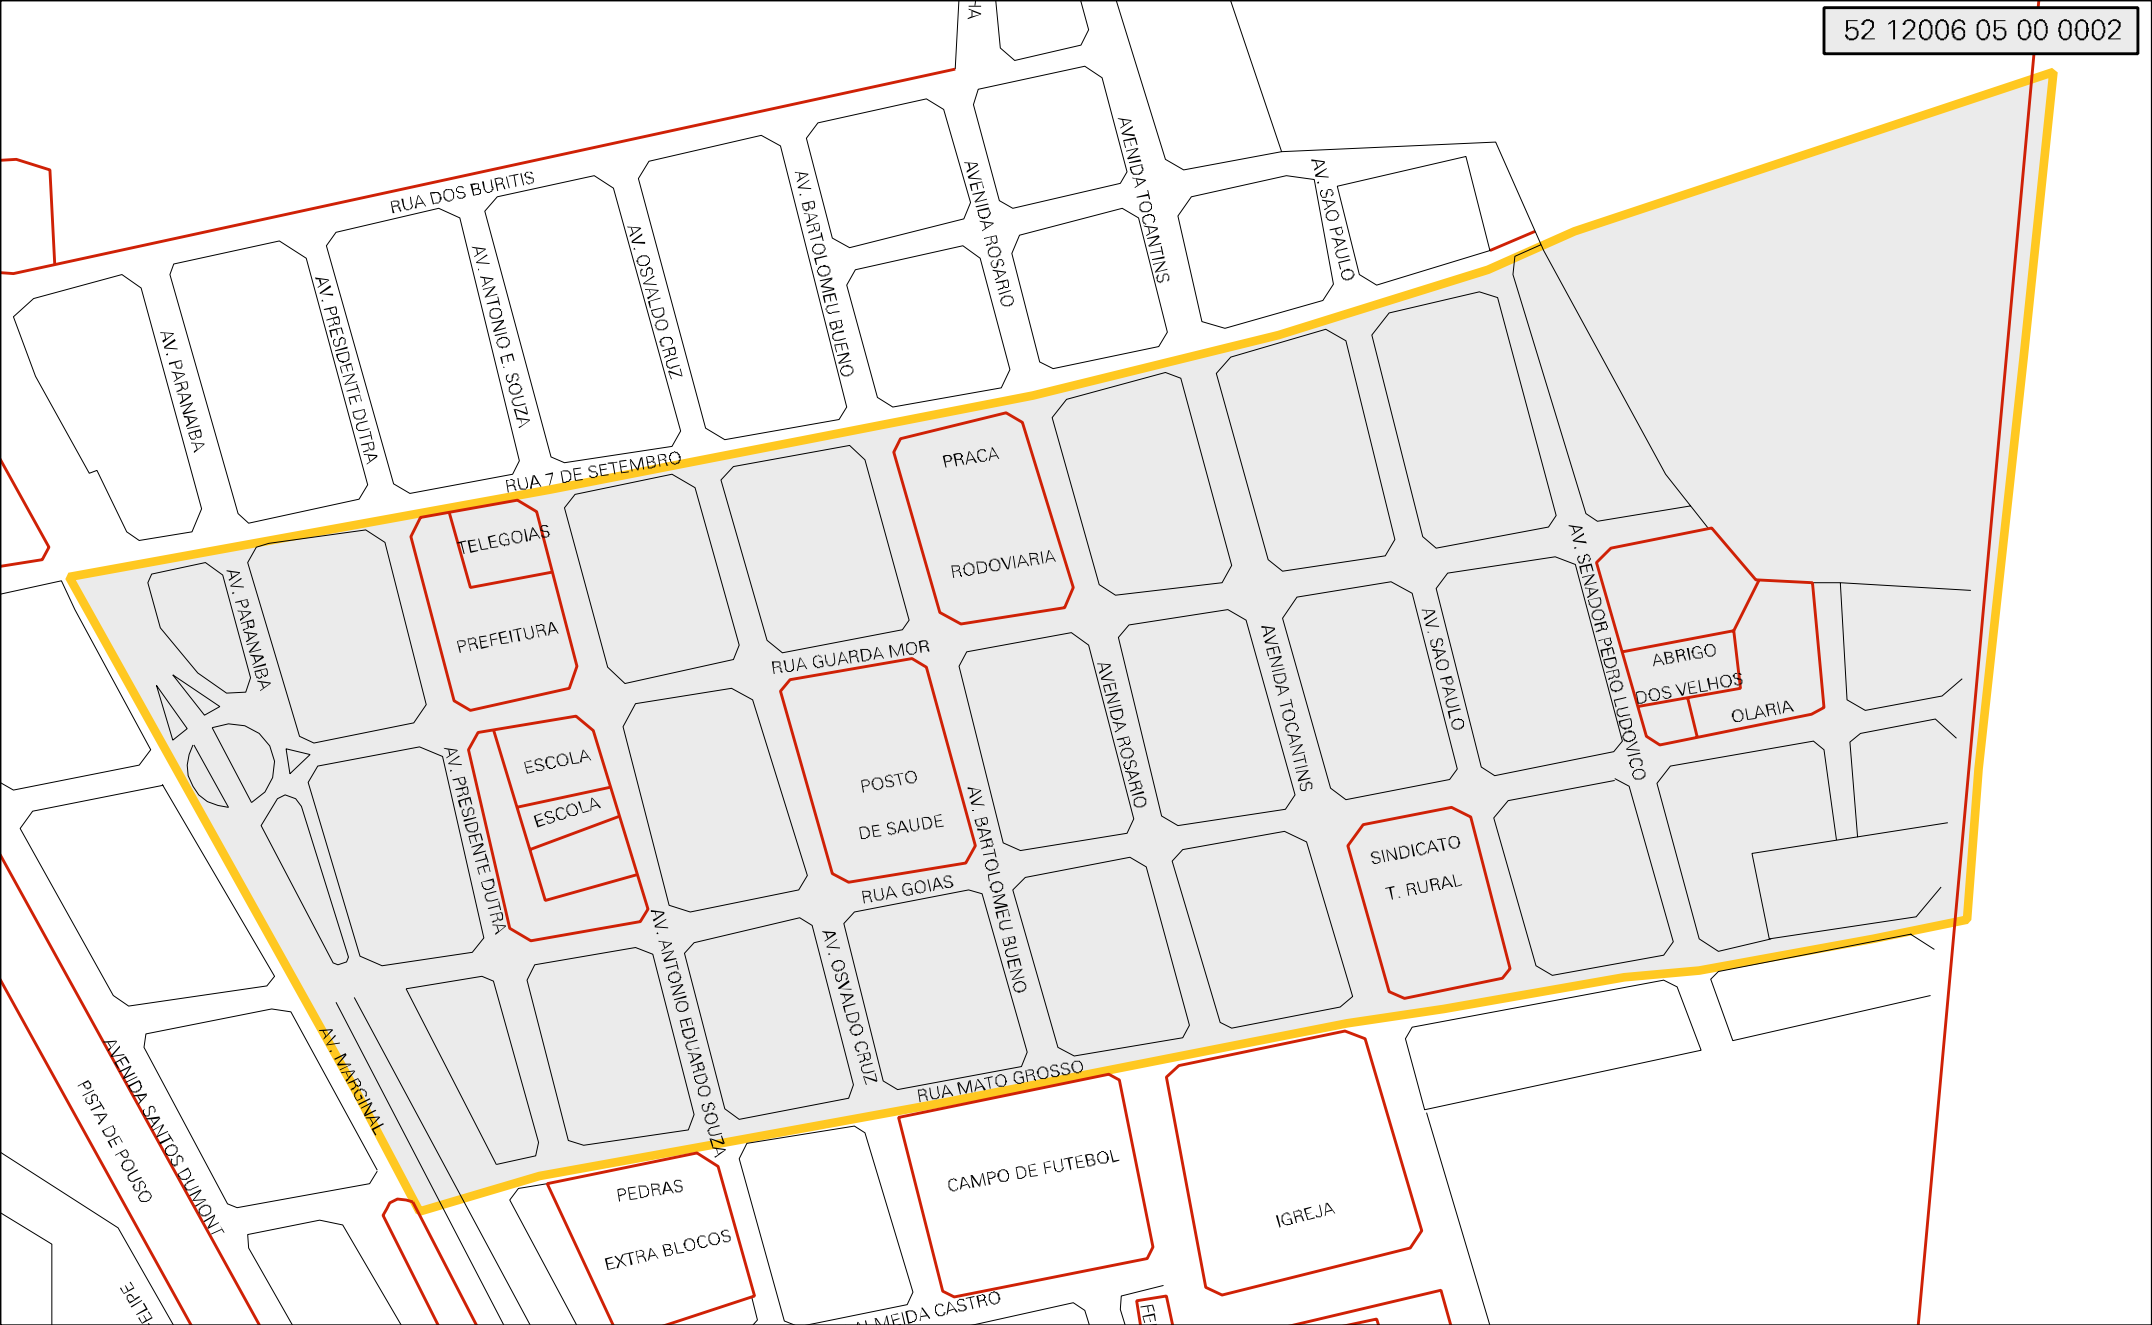 HA
52 12006 05 00 0002
RUA DOS BURITIS
AV. PARANAIBA
AV. PRESIDENTE DUTRA
AV. ANTONIO E. SOUZA
AV. OSVALDO CRUZ
AV. BARTOLOMEU BUENO
AVENIDA ROSARIO
AVENIDA TOCANTINS
AV. SAO PAULO
RUA 7 DE SETEMBRO
PRACA
RODOVIARIA
TELEGOIAS
PREFEITURA
AV. PARANAIBA
RUA GUARDA MOR
AV. SENADOR PEDRO LUDOVICO
ABRIGO
DOS VELHOS
OLARIA
AVENIDA ROSARIO
AVENIDA TOCANTINS
AV. SAO PAULO
ESCOLA
ESCOLA
AV. PRESIDENTE DUTRA
POSTO
DE SAUDE
AV. BARTOLOMEU BUENO
SINDICATO
T. RURAL
RUA GOIAS
AV. ANTONIO EDUARDO SOUZA
AV. OSVALDO CRUZ
AV. MARGINAL
RUA MATO GROSSO
AVENIDA SANTOS DUMONT
PISTA DE POUSO
PEDRAS
EXTRA BLOCOS
CAMPO DE FUTEBOL
IGREJA
ALMEIDA CASTRO
FELIPE
FE